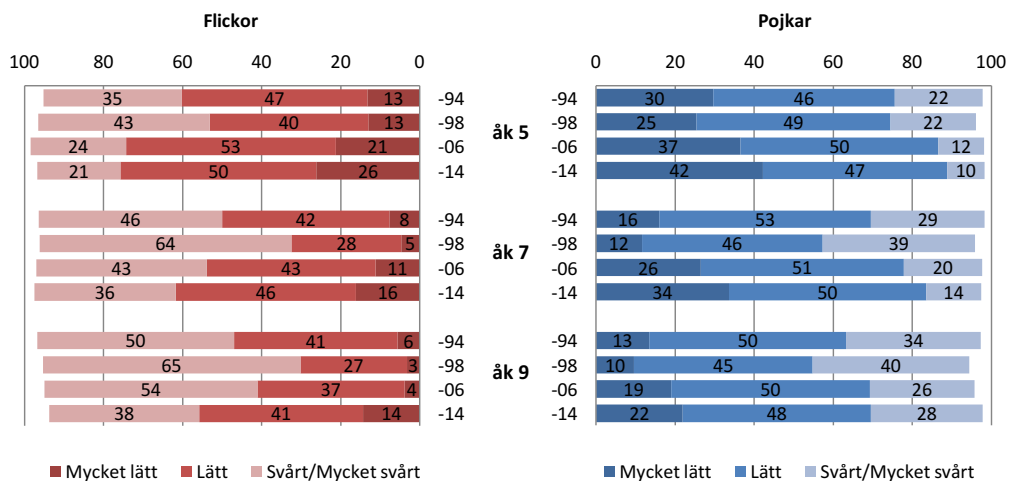 Flickor Pojkar
100 80 60 40 20 0 0 20 40 60 80 100
35 47 13 -94 -94 30 46 22
43 40 13 -98 -98 25 49 22
åk 5
24 53 21 -06 -06 37 50 12
21 50 26 -14 -14 42 47 10
46 42 8 -94 -94 16 53 29
64 28 5 -98 -98 12 46 39
åk 7
43 43 11 -06 -06 26 51 20
36 46 16 -14 -14 34 50 14
50 41 6 -94 -94 13 50 34
65 27 3 -98 -98 10 45 40
åk 9
54 37 4 -06 -06 19 50 26
38 41 14 -14 -14 22 48 28
Mycket lätt Lätt Svårt/Mycket svårt Mycket lätt Lätt Svårt/Mycket svårt